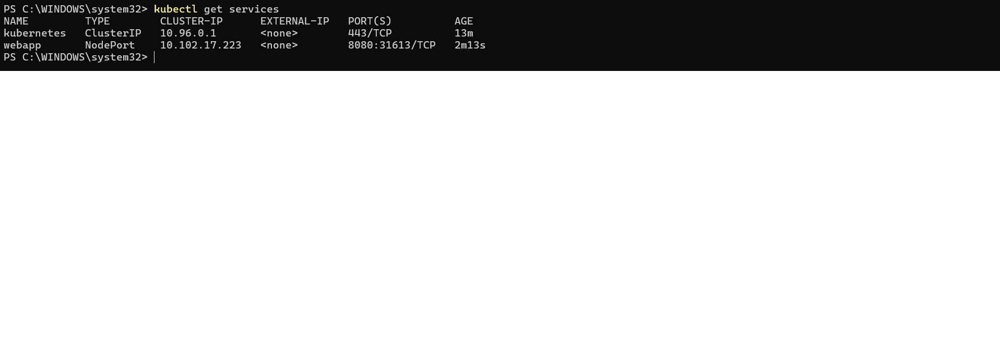 PS C:\WINDOWS\system32> kubectl get services
NAME         TYPE        CLUSTER-IP      EXTERNAL-IP   PORT(S)          AGE
kubernetes   ClusterIP   10.96.0.1       <none>        443/TCP          13m
webapp       NodePort    10.102.17.223   <none>        8080:31613/TCP   2m13s
PS C:\WINDOWS\system32>